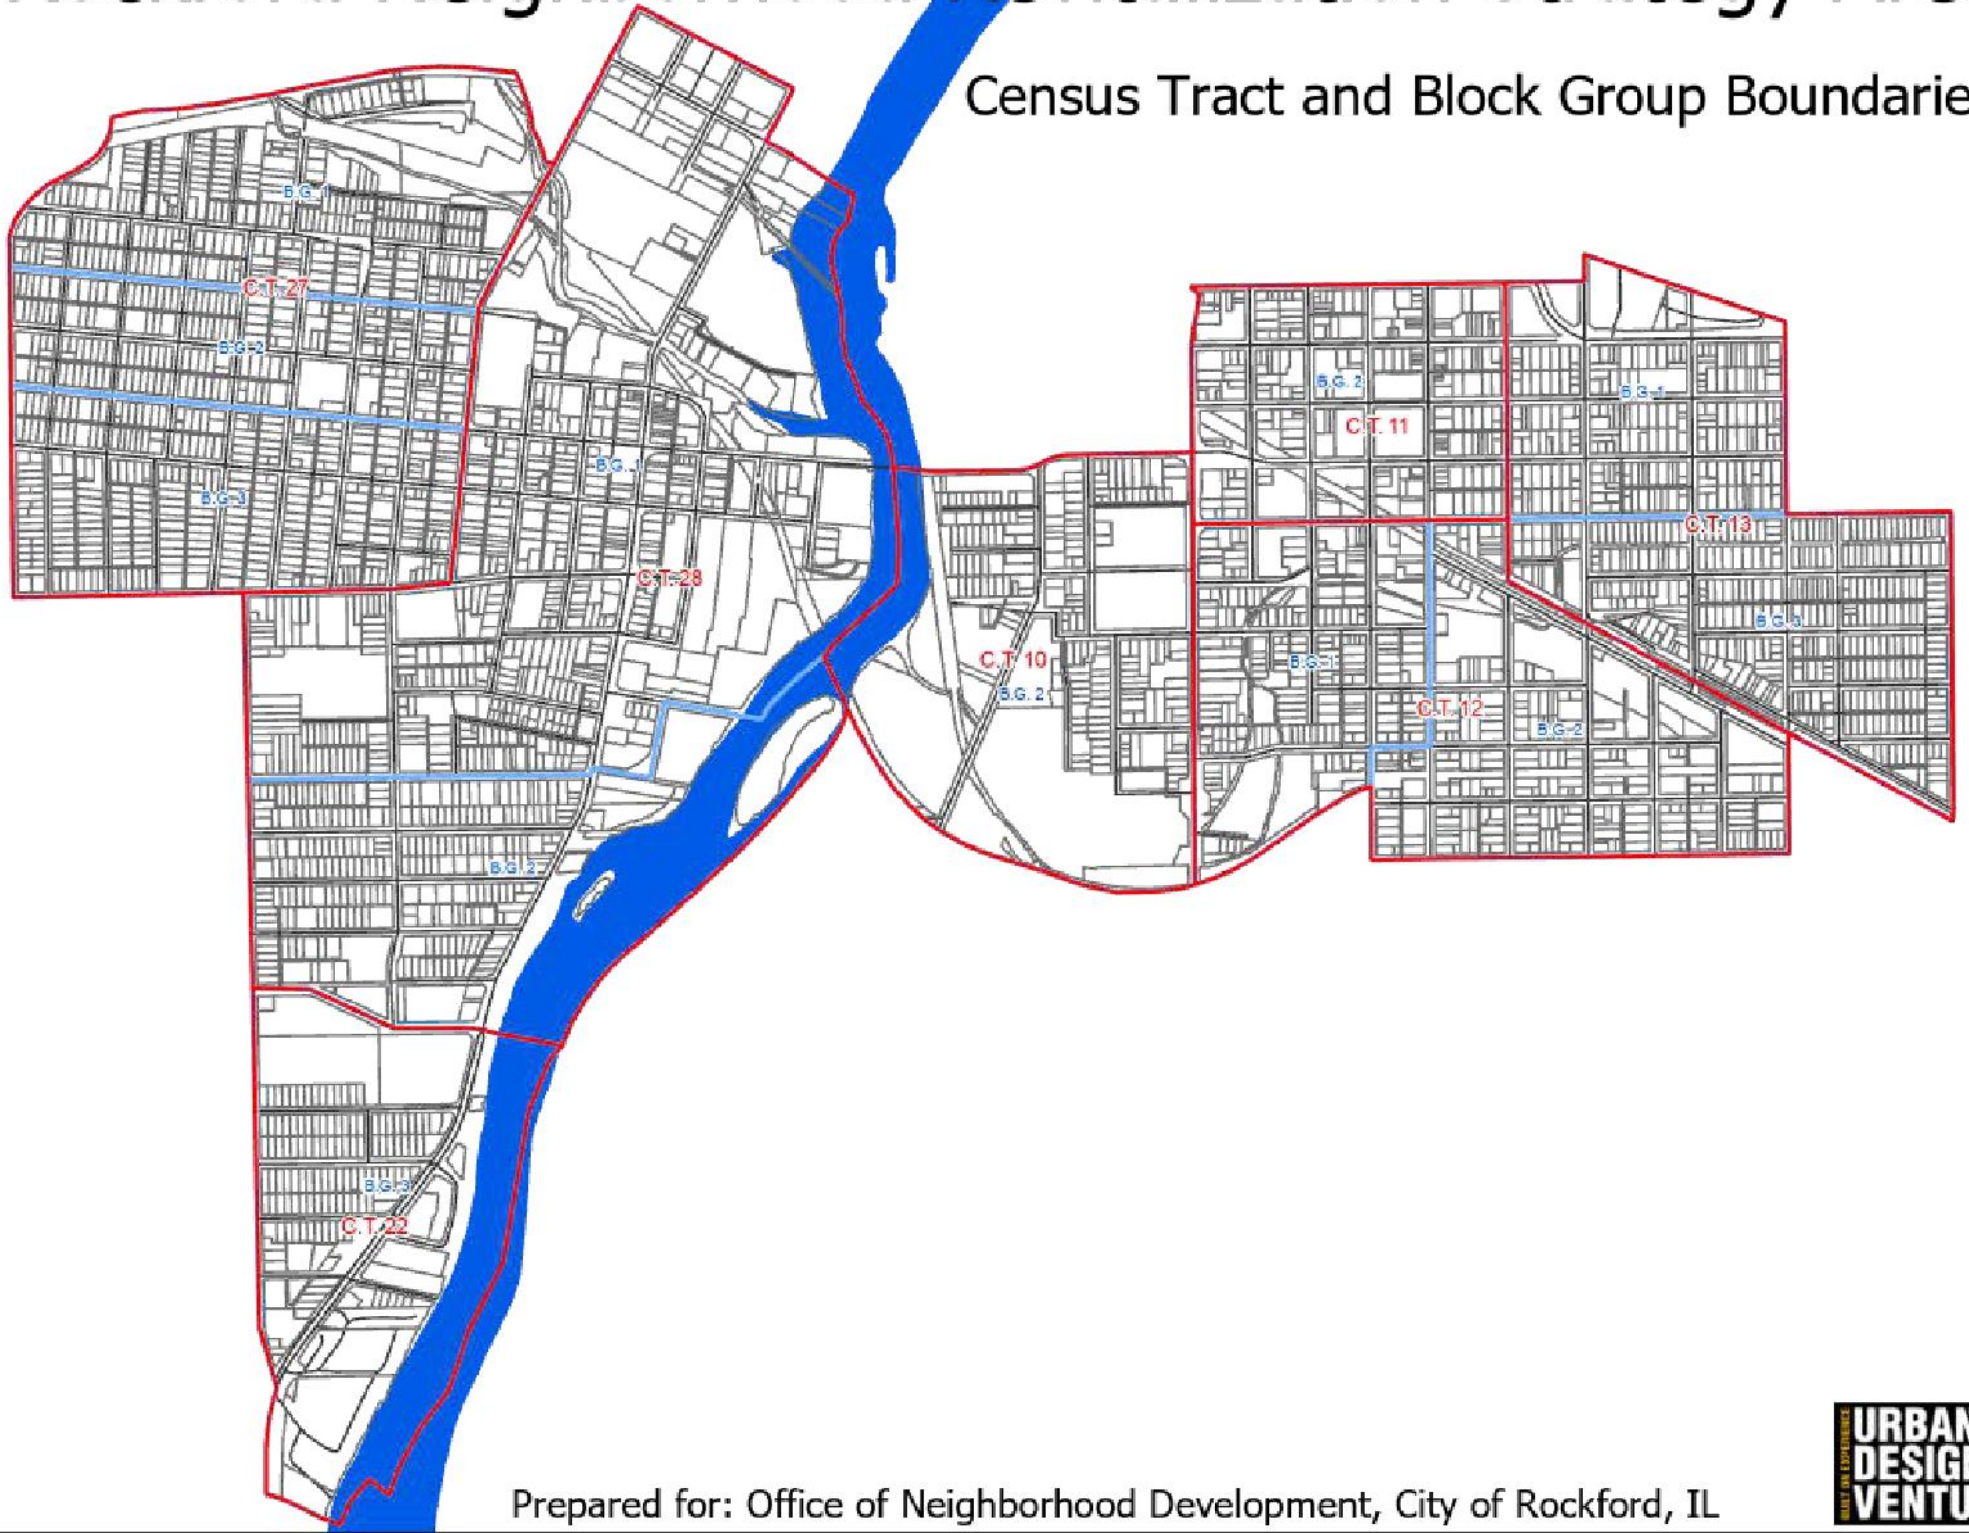 Census Tract and Block Group Boundarie
B.G. 1
C.T. 27
B.G. 2
B.G. 3
B.G. 1
C.T. 28
B.G. 2
B.G. 3
C.T. 22
C.T. 10
B.G. 2
B.G. 2
C.T. 11
B.G. 1
C.T. 13
B.G. 3
B.G. 1
C.T. 12
B.G. 2
Prepared for: Office of Neighborhood Development, City of Rockford, IL
URBAN
DESIG
VENTU